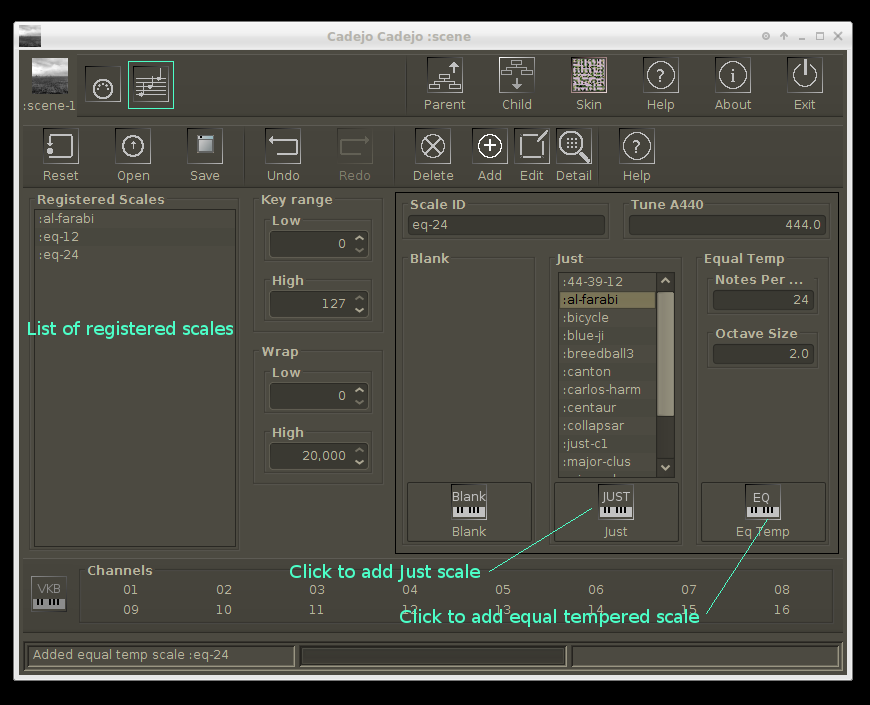 Cadejo Cadejo :scene
:scene-1
Parent Child Skin Help About Exit
Reset Open Save Undo Redo Delete Add Edit Detail Help
Registered Scales
:al-farabi
:eq-12
:eq-24
List of registered scales
Key range
Low
0
High
127
Wrap
Low
0
High
20,000
Scale ID
eq-24
Tune A440
444.0
Blank
Blank
Blank
Just
:44-39-12
:al-farabi
:bicycle
:blue-ji
:breedball3
:canton
:carlos-harm
:centaur
:collapsar
:just-c1
:major-clus
JUST
Just
Equal Temp
Notes Per ...
24
Octave Size
2.0
EQ
Eq Temp
Click to add Just scale
Click to add equal tempered scale
VKB
Channels
01 02 03 04 05 06 07 08
09 10 11 12 13 14 15 16
Added equal temp scale :eq-24